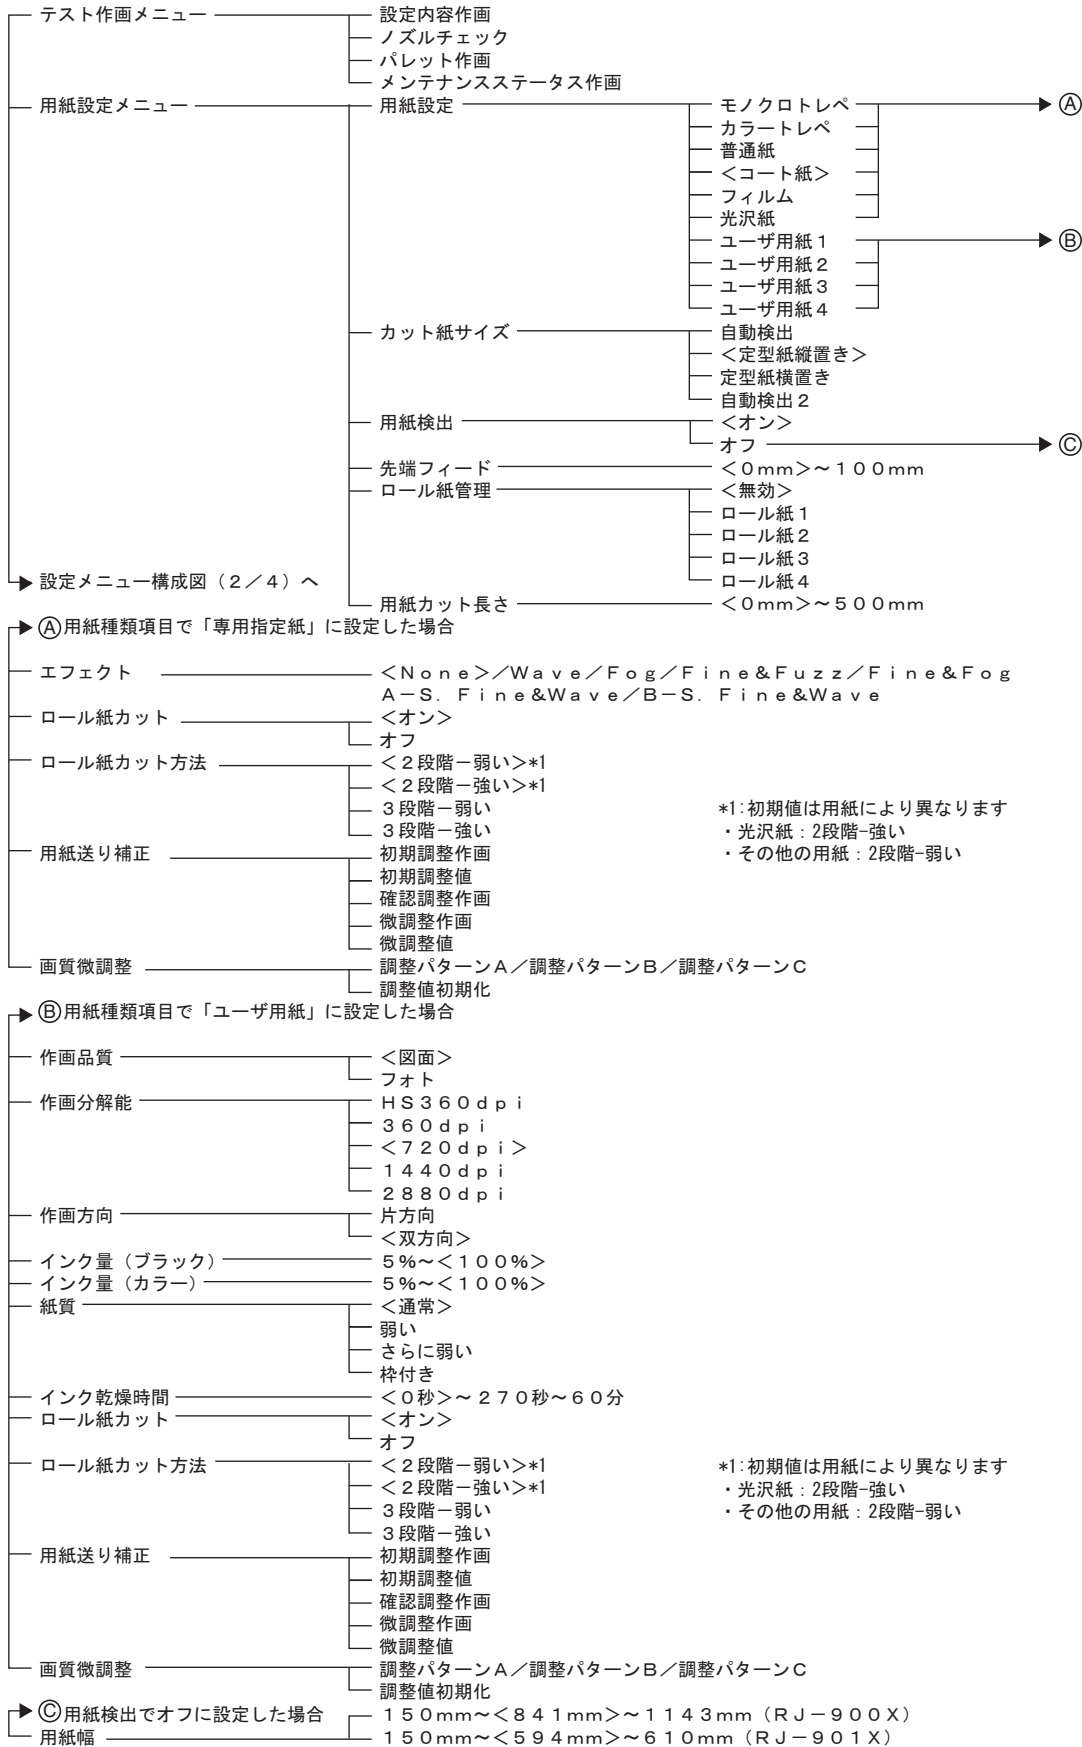 テスト作画メニュー 設定内容作画
ノズルチェック
パレット作画
メンテナンスステータス作画
用紙設定メニュー 用紙設定 モノクロトレペ Ⓐ
カラートレペ
普通紙
＜コート紙＞
フィルム
光沢紙
ユーザ用紙１ Ⓑ
ユーザ用紙２
ユーザ用紙３
ユーザ用紙４
カット紙サイズ 自動検出
＜定型紙縦置き＞
定型紙横置き
自動検出２
用紙検出 ＜オン＞
オフ Ⓒ
先端フィード ＜０ｍｍ＞～１００ｍｍ
ロール紙管理 ＜無効＞
ロール紙１
ロール紙２
ロール紙３
設定メニュー構成図（２／４）へ ロール紙４
用紙カット長さ ＜０ｍｍ＞～５００ｍｍ
Ⓐ用紙種類項目で「専用指定紙」に設定した場合
エフェクト ＜Ｎｏｎｅ＞／Ｗａｖｅ／Ｆｏｇ／Ｆｉｎｅ＆Ｆｕｚｚ／Ｆｉｎｅ＆Ｆｏｇ
Ａ－Ｓ．Ｆｉｎｅ＆Ｗａｖｅ／Ｂ－Ｓ．Ｆｉｎｅ＆Ｗａｖｅ
ロール紙カット ＜オン＞
オフ
ロール紙カット方法 ＜２段階－弱い＞*1
＜２段階－強い＞*1
３段階－弱い *1:初期値は用紙により異なります
３段階－強い ・光沢紙：2段階-強い
用紙送り補正 初期調整作画 ・その他の用紙：2段階-弱い
初期調整値
確認調整作画
微調整作画
微調整値
画質微調整 調整パターンＡ／調整パターンＢ／調整パターンＣ
調整値初期化
Ⓑ用紙種類項目で「ユーザ用紙」に設定した場合
作画品質 ＜図面＞
フォト
作画分解能 ＨＳ３６０ｄｐｉ
３６０ｄｐｉ
＜７２０ｄｐｉ＞
１４４０ｄｐｉ
２８８０ｄｐｉ
作画方向 片方向
＜双方向＞
インク量（ブラック） ５％～＜１００％＞
インク量（カラー） ５％～＜１００％＞
紙質 ＜通常＞
弱い
さらに弱い
枠付き
インク乾燥時間 ＜０秒＞～２７０秒～６０分
ロール紙カット ＜オン＞
オフ
ロール紙カット方法 ＜２段階－弱い＞*1 *1:初期値は用紙により異なります
＜２段階－強い＞*1 ・光沢紙：2段階-強い
３段階－弱い ・その他の用紙：2段階-弱い
３段階－強い
用紙送り補正 初期調整作画
初期調整値
確認調整作画
微調整作画
微調整値
画質微調整 調整パターンＡ／調整パターンＢ／調整パターンＣ
調整値初期化
Ⓒ用紙検出でオフに設定した場合 １５０ｍｍ～＜８４１ｍｍ＞～１１４３ｍｍ（ＲＪ－９００Ｘ）
用紙幅 １５０ｍｍ～＜５９４ｍｍ＞～６１０ｍｍ（ＲＪ－９０１Ｘ）